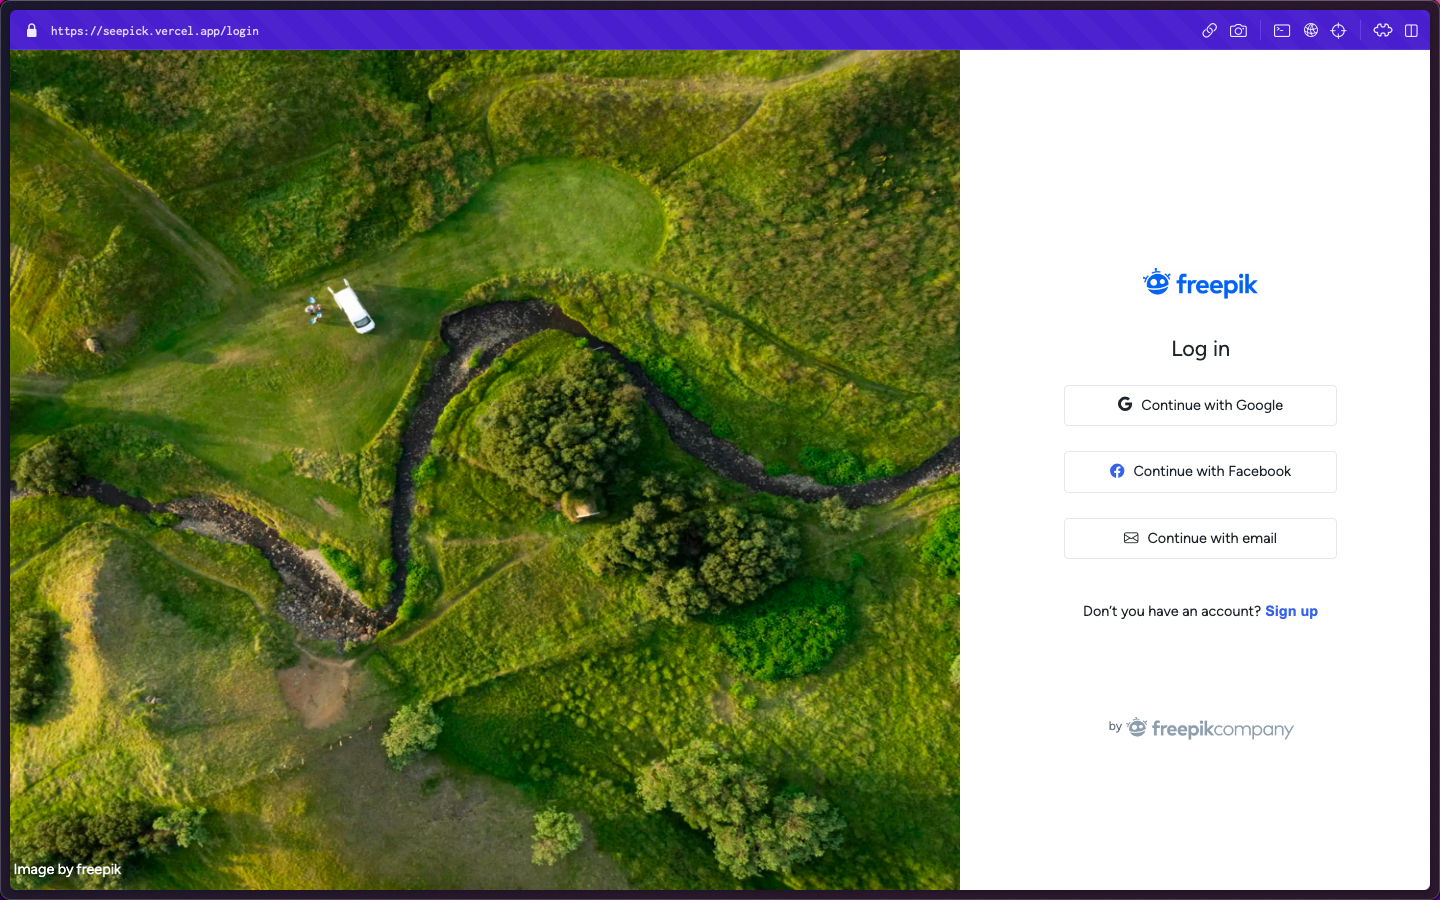 https://seepick.vercel.app/login
freepik
Log in
Continue with Google
Continue with Facebook
Continue with email
Don't you have an account? Sign up
by freepikcompany
Image by freepik